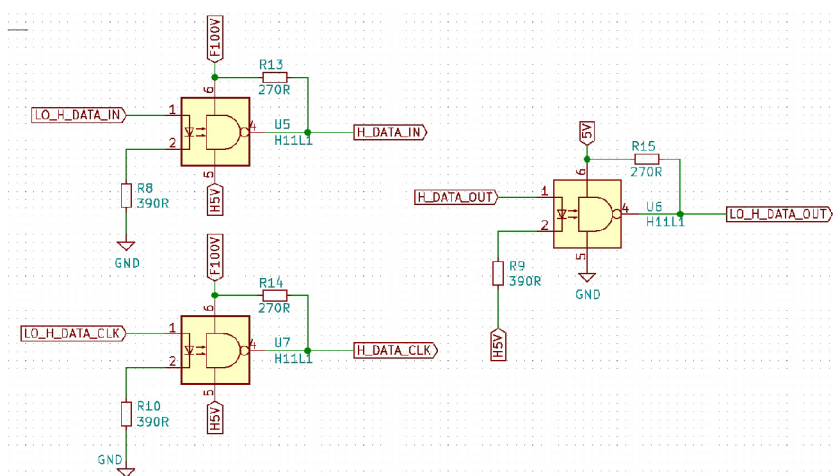 F100V
R13
270R
6
LO_H_DATA_IN
1
U5
4
H11L1
H_DATA_IN
2
5
R8
390R
H5V
GND
F100V
R14
270R
6
LO_H_DATA_CLK
1
U7
4
H11L1
H_DATA_CLK
2
5
R10
390R
H5V
GND
5V
R15
270R
6
H_DATA_OUT
1
U6
4
H11L1
LO_H_DATA_OUT
2
5
R9
390R
GND
H5V